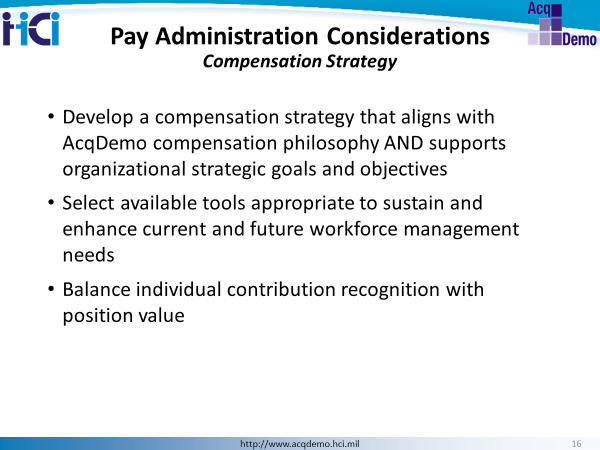 HCi
Acq
Demo
Pay Administration Considerations
Compensation Strategy
• Develop a compensation strategy that aligns with
AcqDemo compensation philosophy AND supports
organizational strategic goals and objectives
• Select available tools appropriate to sustain and
enhance current and future workforce management
needs
• Balance individual contribution recognition with
position value
http://www.acqdemo.hci.mil
16